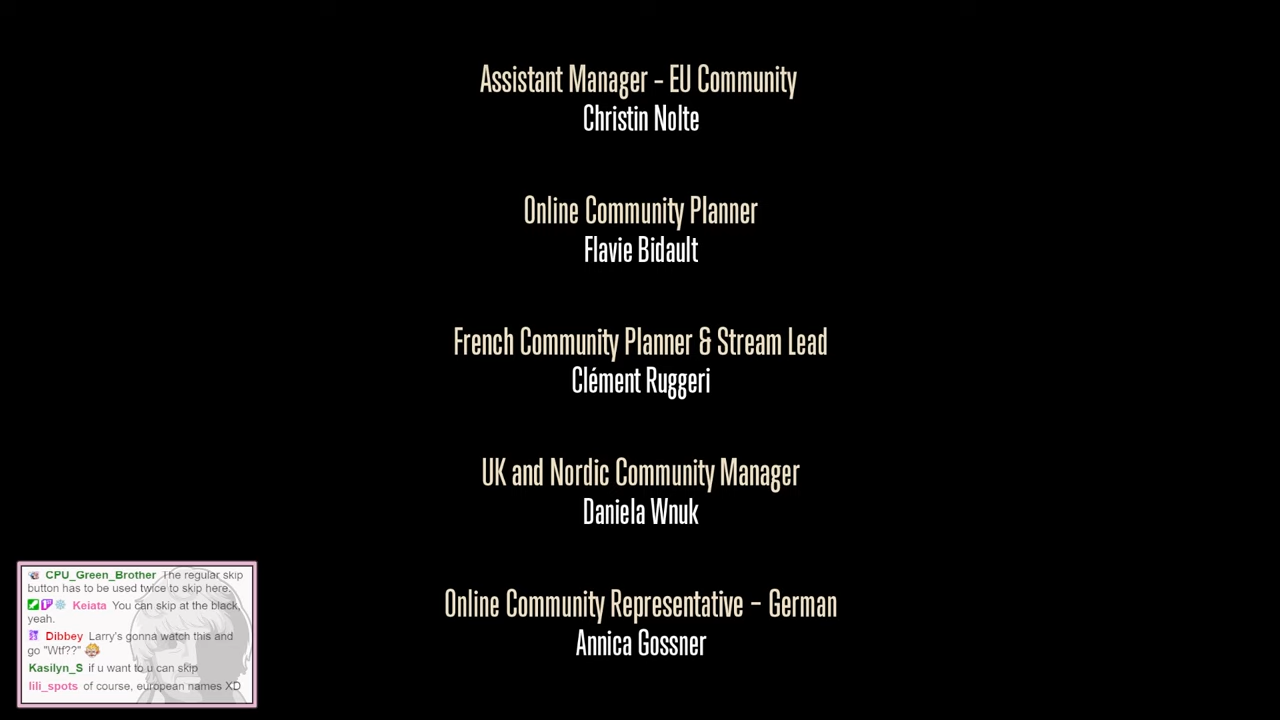 Assistant Manager - EU Community
Christin Nolte
Online Community Planner
Flavie Bidault
French Community Planner & Stream Lead
Clément Ruggeri
UK and Nordic Community Manager
Daniela Wnuk
Online Community Representative – German
Annica Gossner
CPU_Green_Brother The regular skip
button has to be used twice to skip here.
Keiata You can skip at the black,
yeah.
Dibbey Larry's gonna watch this and
go "Wtf??"
Kasilyn_S if u want to u can skip
lili_spots of course, european names XD